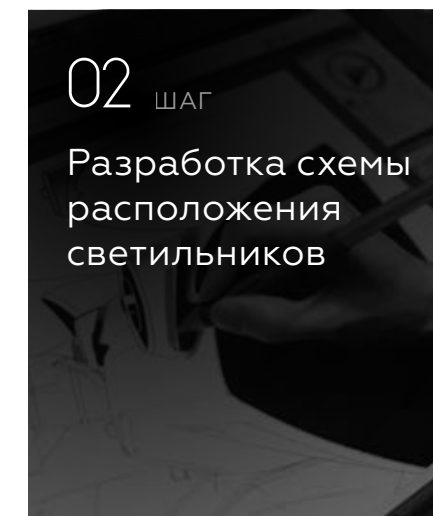 02 ШАГ
Разработка схемы
расположения
светильников